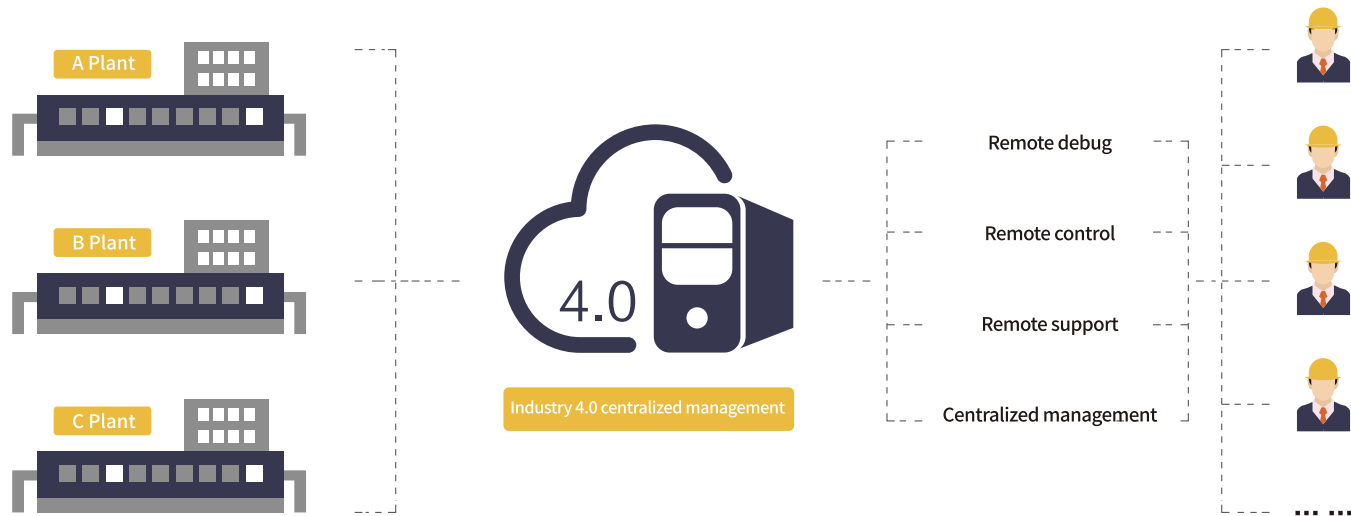 A Plant
B Plant
C Plant
4.0
Industry 4.0 centralized management
Remote debug
Remote control
Remote support
Centralized management
... ...